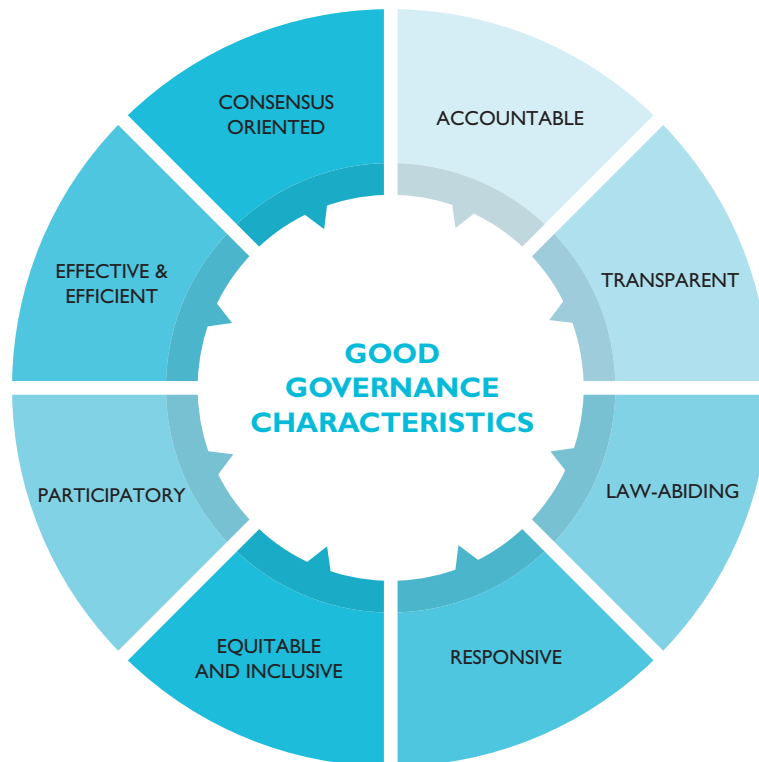 CONSENSUS
ORIENTED
ACCOUNTABLE
EFFECTIVE &
EFFICIENT
TRANSPARENT
GOOD
GOVERNANCE
CHARACTERISTICS
PARTICIPATORY
LAW-ABIDING
EQUITABLE
AND INCLUSIVE
RESPONSIVE